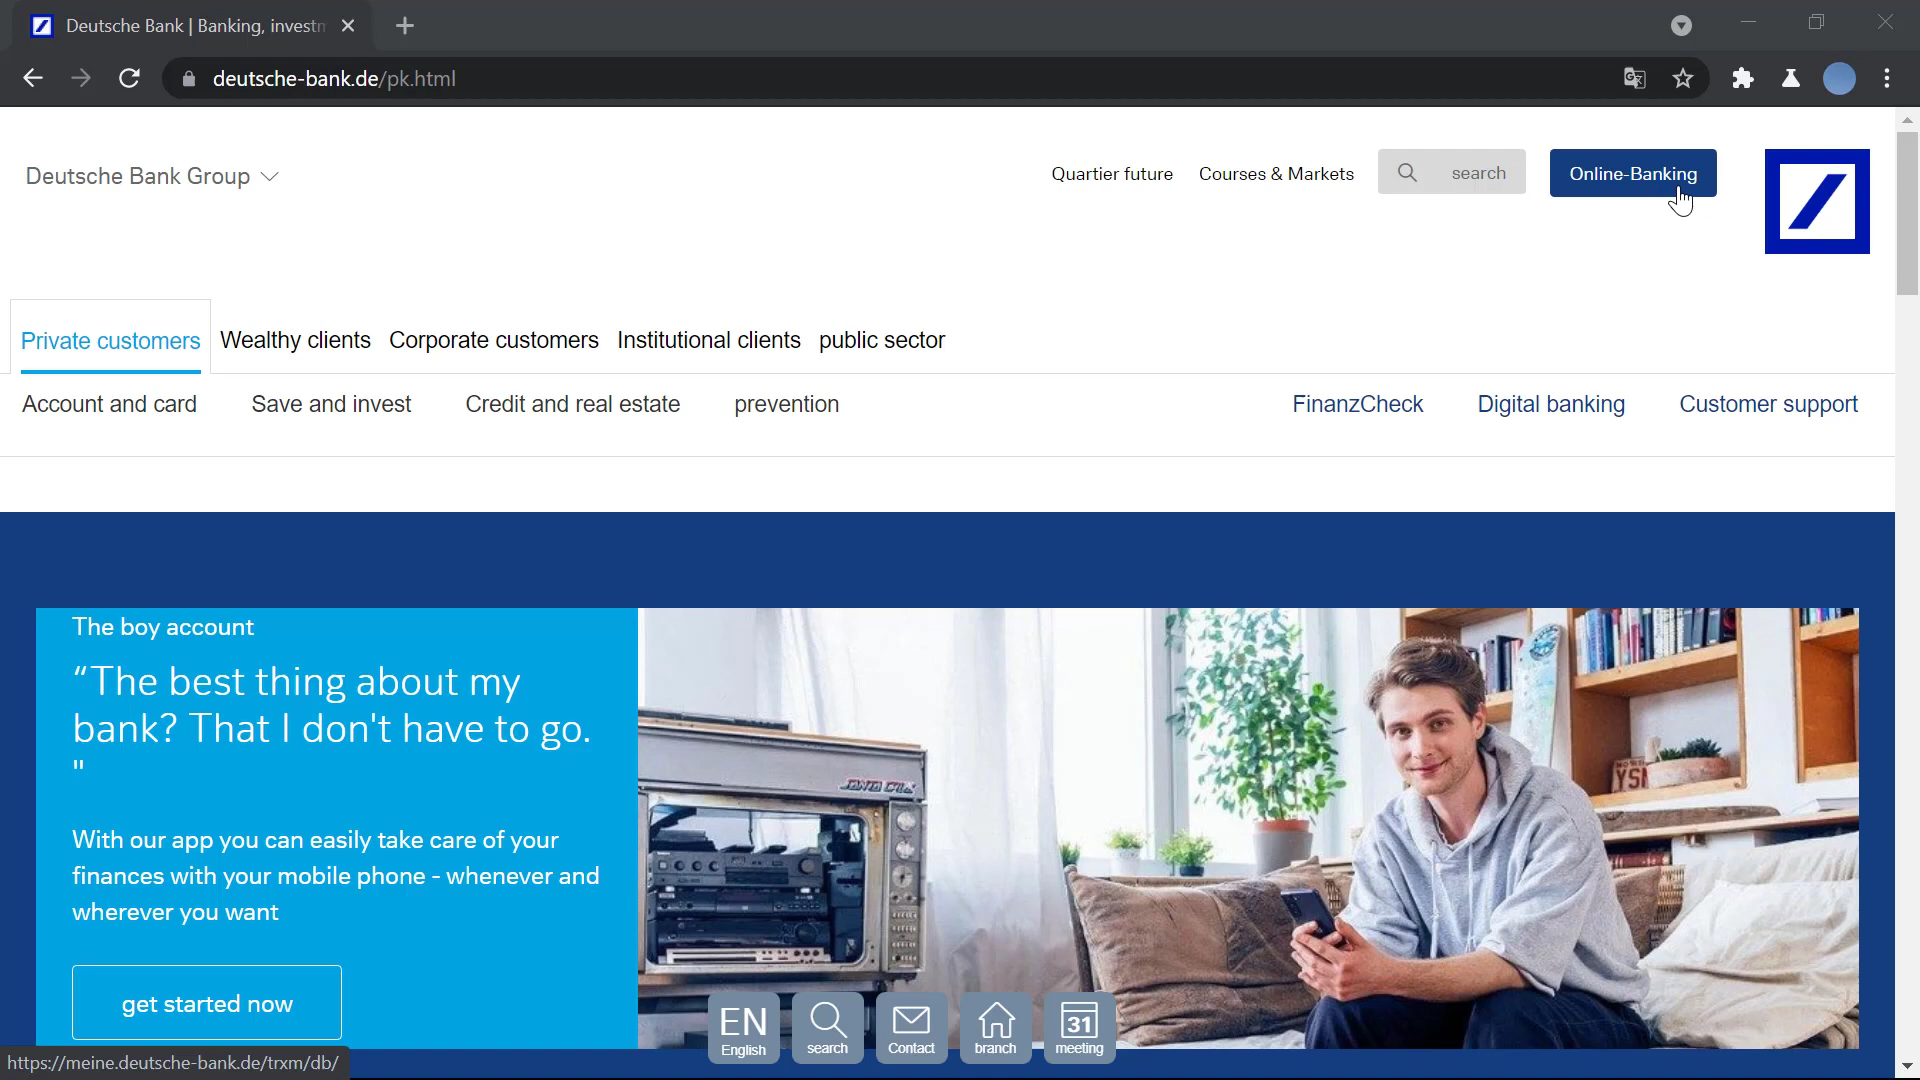 Deutsche Bank | Banking, investm
deutsche-bank.de/pk.html
Deutsche Bank Group
Quartier future
Courses & Markets
search
Online-Banking
Private customers
Wealthy clients
Corporate customers
Institutional clients
public sector
Account and card
Save and invest
Credit and real estate
prevention
FinanzCheck
Digital banking
Customer support
The boy account
“The best thing about my
bank? That I don't have to go.
"
With our app you can easily take care of your
finances with your mobile phone - whenever and
wherever you want
get started now
EN
English
search
Contact
branch
31
meeting
https://meine.deutsche-bank.de/trxm/db/